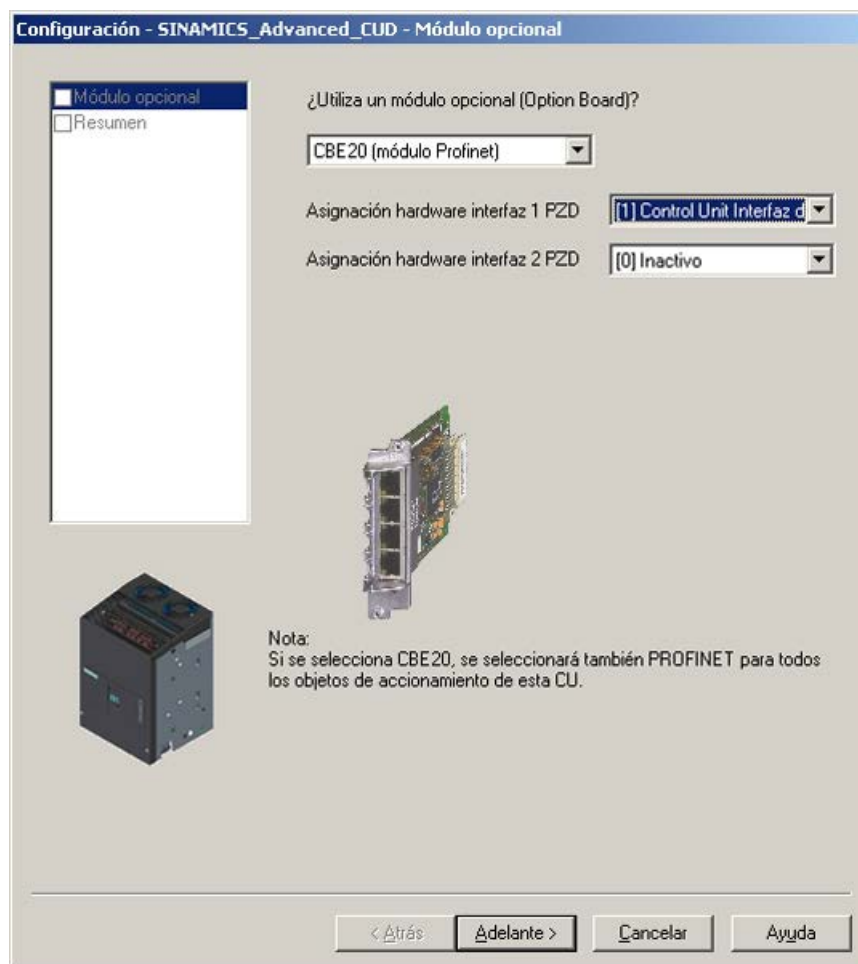 Configuración - SINAMICS_Advanced_CUD - Módulo opcional
Módulo opcional
Resumen
¿Utiliza un módulo opcional (Option Board)?
CBE20 (módulo Profinet)
Asignación hardware interfaz 1 PZD
[1] Control Unit Interfaz d
Asignación hardware interfaz 2 PZD
[0] Inactivo
Nota:
Si se selecciona CBE20, se seleccionará también PROFINET para todos
los objetos de accionamiento de esta CU.
< Atrás
Adelante >
Cancelar
Ayuda